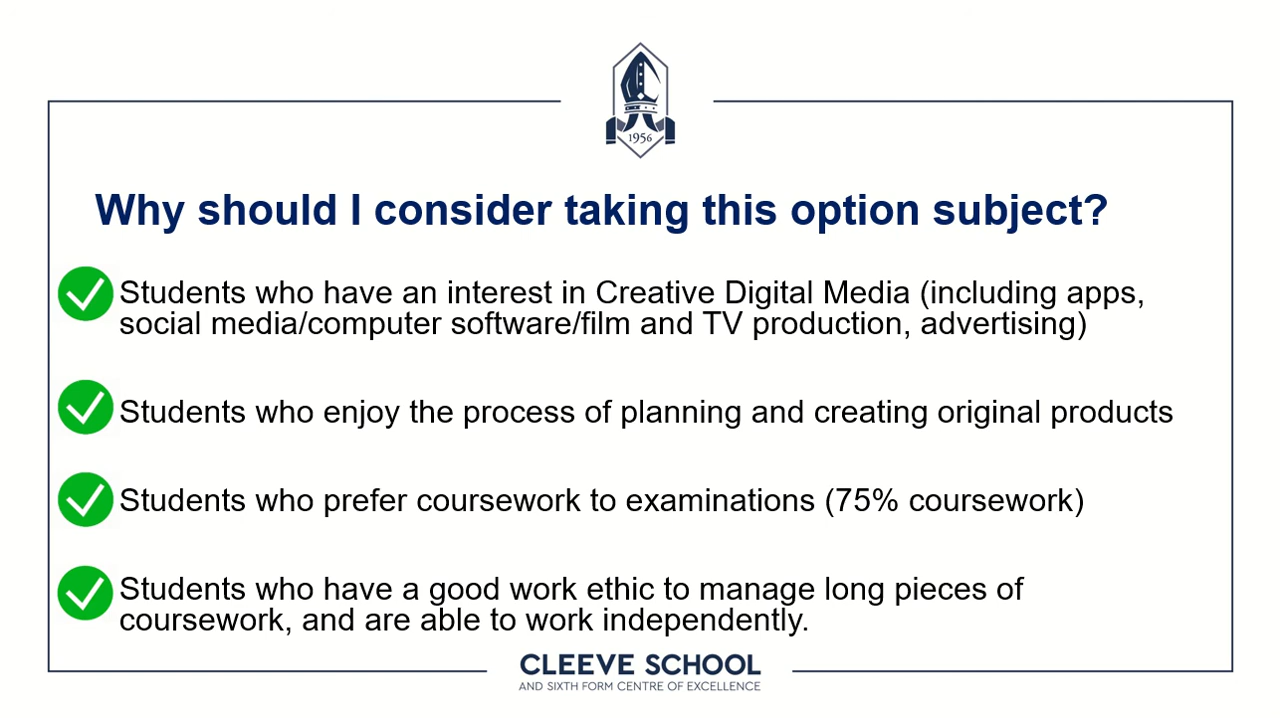 1956
Why should I consider taking this option subject?
Students who have an interest in Creative Digital Media (including apps,
social media/computer software/film and TV production, advertising)
Students who enjoy the process of planning and creating original products
Students who prefer coursework to examinations (75% coursework)
Students who have a good work ethic to manage long pieces of
coursework, and are able to work independently.
CLEEVE SCHOOL
AND SIXTH FORM CENTRE OF EXCELLENCE